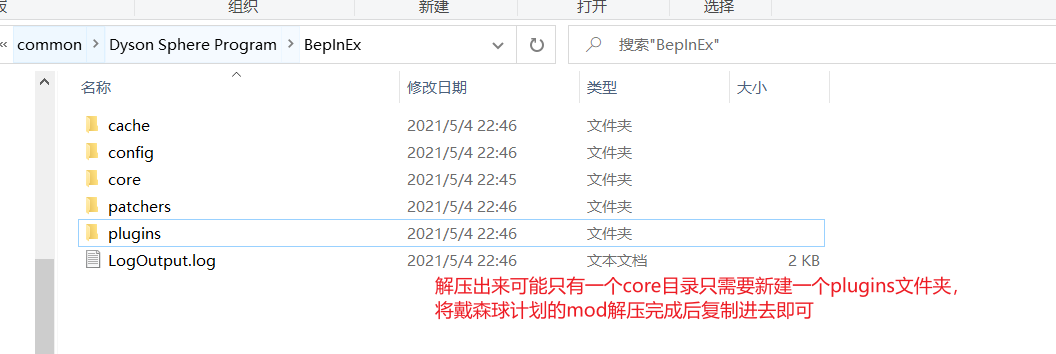 组织 新建 打开 选择
« common > Dyson Sphere Program > BepInEx 搜索"BepInEx"
名称 修改日期 类型 大小
cache 2021/5/4 22:46 文件夹
config 2021/5/4 22:46 文件夹
core 2021/5/4 22:45 文件夹
patchers 2021/5/4 22:46 文件夹
plugins 2021/5/4 22:46 文件夹
LogOutput.log 2021/5/4 22:46 文本文档 2 KB
解压出来可能只有一个core目录只需要新建一个plugins文件夹，
将戴森球计划的mod解压完成后复制进去即可